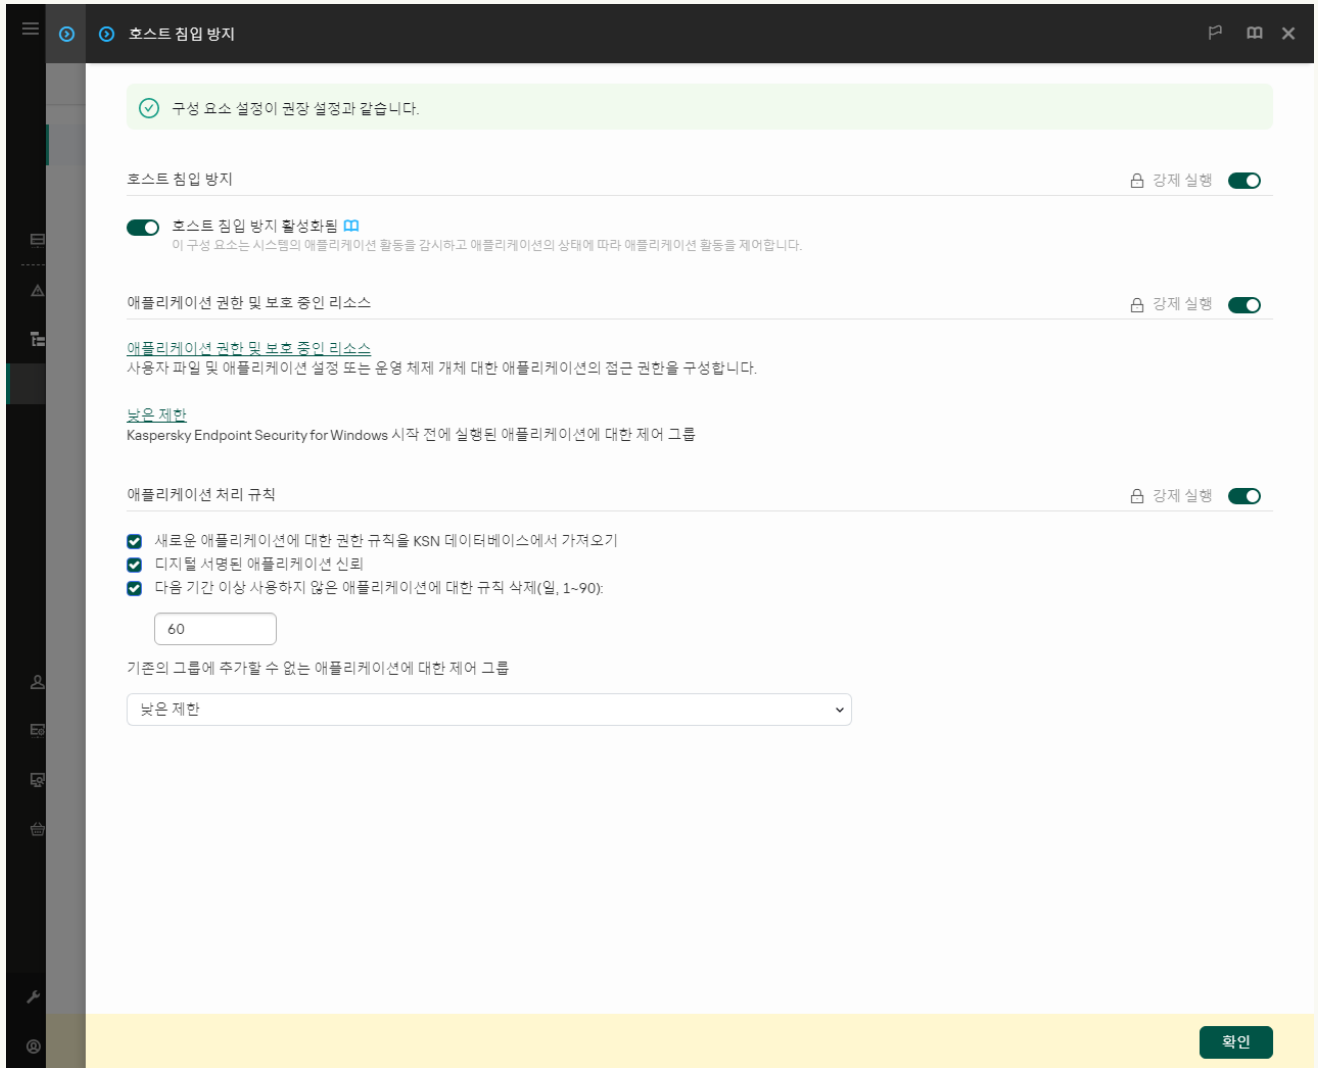 호스트 침입 방지
구성 요소 설정이 권장 설정과 같습니다.
호스트 침입 방지
강제 실행
호스트 침입 방지 활성화됨
이 구성 요소는 시스템의 애플리케이션 활동을 감시하고 애플리케이션의 상태에 따라 애플리케이션 활동을 제어합니다.
애플리케이션 권한 및 보호 중인 리소스
강제 실행
애플리케이션 권한 및 보호 중인 리소스
사용자 파일 및 애플리케이션 설정 또는 운영 체제 개체 대한 애플리케이션의 접근 권한을 구성합니다.
낮은 제한
Kaspersky Endpoint Security for Windows 시작 전에 실행된 애플리케이션에 대한 제어 그룹
애플리케이션 처리 규칙
강제 실행
새로운 애플리케이션에 대한 권한 규칙을 KSN 데이터베이스에서 가져오기
디지털 서명된 애플리케이션 신뢰
다음 기간 이상 사용하지 않은 애플리케이션에 대한 규칙 삭제(일, 1~90):
60
기존의 그룹에 추가할 수 없는 애플리케이션에 대한 제어 그룹
낮은 제한
확인